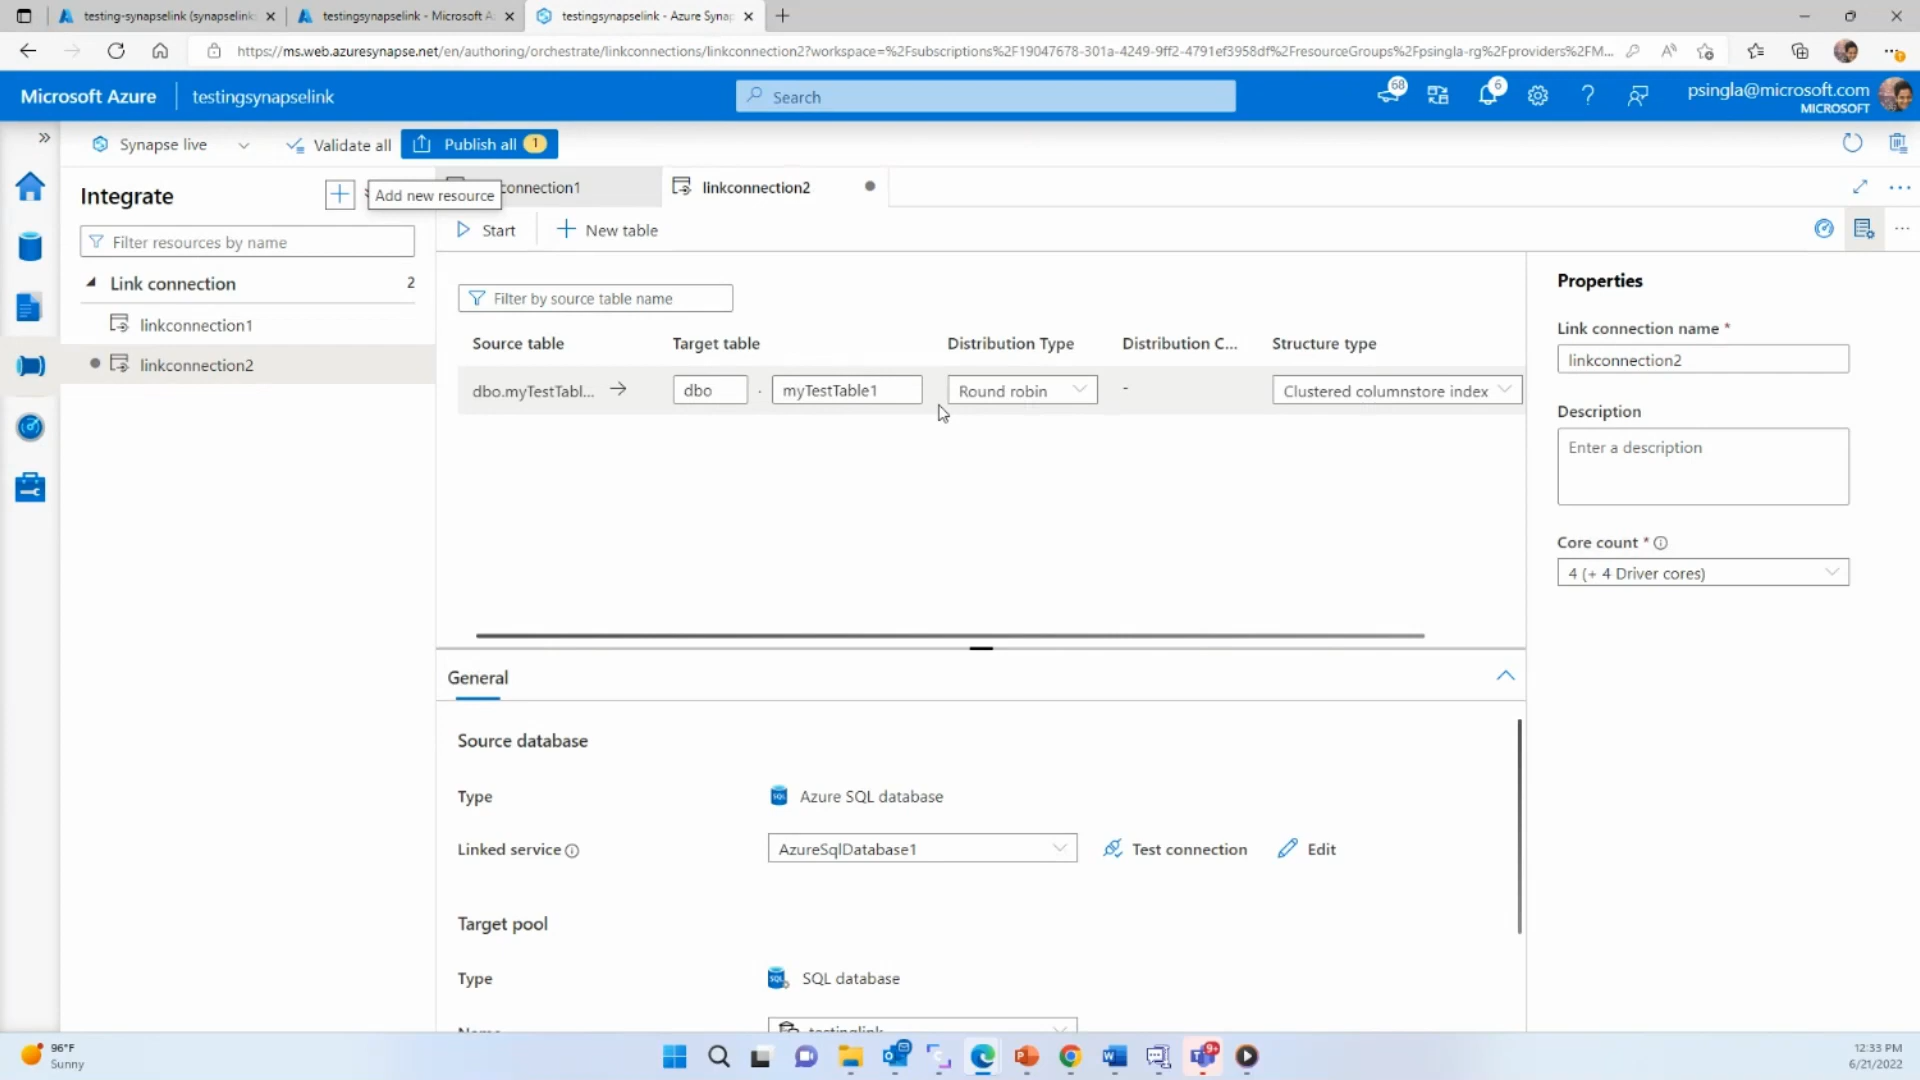 testing-synapselink (synapselink
testingsynapselink - Microsoft A
testingsynapselink - Azure Synap
https://ms.web.azuresynapse.net/en/authoring/orchestrate/linkconnections/linkconnection2?workspace=%2Fsubscriptions%2F19047678-301a-4249-9ff2-4791ef3958df%2FresourceGroups%2Fpsingla-rg%2Fproviders%2FM...
Microsoft Azure
testingsynapselink
Search
68
6
psingla@microsoft.com
MICROSOFT
Synapse live
Validate all
Publish all 1
Integrate
Add new resource
connection1
linkconnection2
Filter resources by name
Start
New table
Link connection 2
linkconnection1
linkconnection2
Filter by source table name
Source table
Target table
Distribution Type
Distribution C...
Structure type
dbo.myTestTabl...
dbo . myTestTable1
Round robin
-
Clustered columnstore index
Properties
Link connection name *
linkconnection2
Description
Enter a description
Core count *
4 (+ 4 Driver cores)
General
Source database
Type
Azure SQL database
Linked service
AzureSqlDatabase1
Test connection
Edit
Target pool
Type
SQL database
96°F
Sunny
9+
12:33 PM
6/21/2022